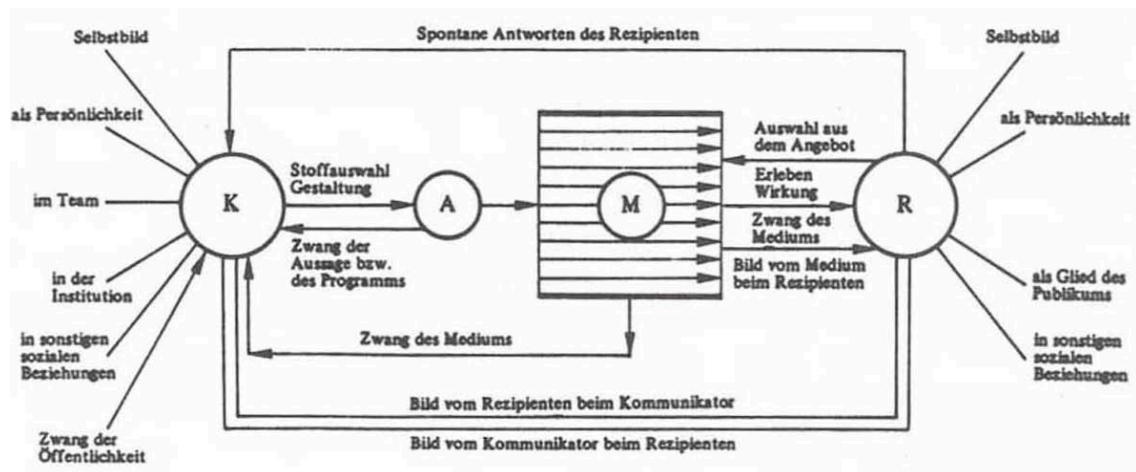 Spontane Antworten des Rezipienten
Selbstbild
als Persönlichkeit
im Team
in der
Institution
in sonstigen
sozialen
Beziehungen
Zwang der
Öffentlichkeit
K
Stoffauswahl
Gestaltung
Zwang der
Aussage bzw.
des Programms
A
M
Zwang des Mediums
Auswahl aus
dem Angebot
Erleben
Wirkung
Zwang des
Mediums
Bild vom Medium
beim Rezipienten
R
Selbstbild
als Persönlichkeit
als Glied des
Publikums
in sonstigen
sozialen
Beziehungen
Bild vom Rezipienten beim Kommunikator
Bild vom Kommunikator beim Rezipienten